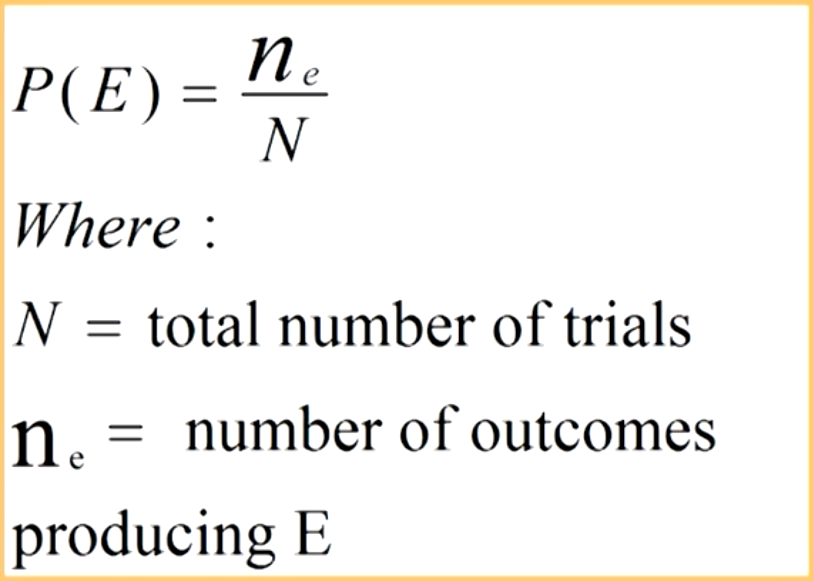 P(E) = n_e / N
Where :
N = total number of trials
n_e = number of outcomes
producing E